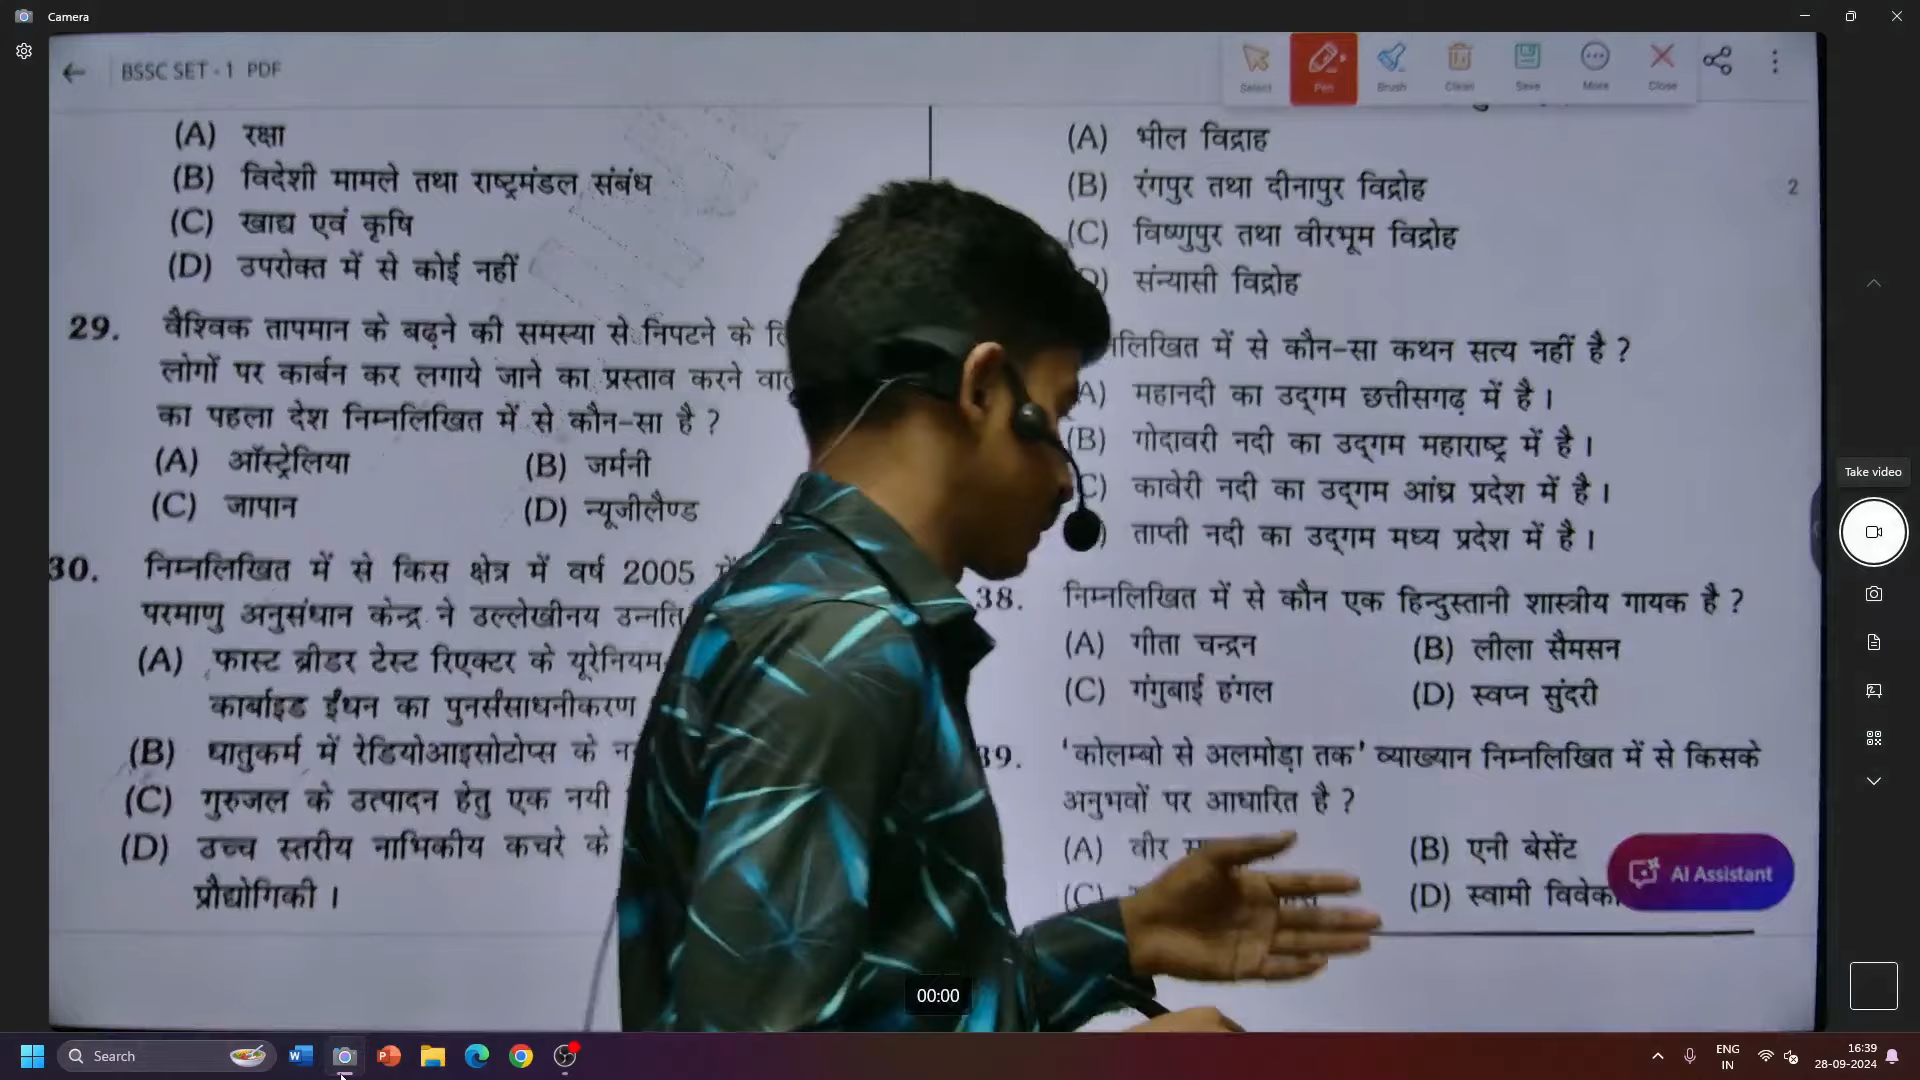 Camera
BSSC SET - 1 PDF
Select
Pen
Brush
Clean
Save
More
Close
(A) रक्षा
(B) विदेशी मामले तथा राष्ट्रमंडल संबंध
(C) खाद्य एवं कृषि
(D) उपरोक्त में से कोई नहीं
29. वैश्विक तापमान के बढ़ने की समस्या से निपटने के
लोगों पर कार्बन कर लगाये जाने का प्रस्ताव करने
का पहला देश निम्नलिखित में से कौन-सा है ?
(A) ऑस्ट्रेलिया (B) जर्मनी
(C) जापान (D) न्यूजीलैण्ड
30. निम्नलिखित में से किस क्षेत्र में वर्ष 2005
परमाणु अनुसंधान केन्द्र ने उल्लेखीनय उन्नति
(A) फास्ट ब्रीडर टेस्ट रिएक्टर के यूरेनियम-
कार्बाइड ईंधन का पुनर्संसाधनीकरण
(B) धातुकर्म में रेडियोआइसोटोप्स के
(C) गुरुजल के उत्पादन हेतु एक नयी
(D) उच्च स्तरीय नाभिकीय कचरे के
प्रौद्योगिकी ।
(A) भील विद्राह
(B) रंगपुर तथा दीनापुर विद्रोह
(C) विष्णुपुर तथा वीरभूम विद्रोह
) संन्यासी विद्रोह
2
में से कौन-सा कथन सत्य नहीं है ?
A) महानदी का उद्गम छत्तीसगढ़ में है ।
(B) गोदावरी नदी का उद्गम महाराष्ट्र में है ।
C) कावेरी नदी का उद्गम आंध्र प्रदेश में है ।
) ताप्ती नदी का उद्गम मध्य प्रदेश में है ।
38. निम्नलिखित में से कौन एक हिन्दुस्तानी शास्त्रीय गायक है ?
(A) गीता चन्द्रन (B) लीला सैमसन
(C) गंगुबाई हंगल (D) स्वप्न सुंदरी
39. 'कोलम्बो से अलमोड़ा तक' व्याख्यान निम्नलिखित में से किसके
अनुभवों पर आधारित है ?
(A) वीर (B) एनी बेसेंट
(C) (D) स्वामी
AI Assistant
Take video
00:00
Search
ENG
IN
16:39
28-09-2024